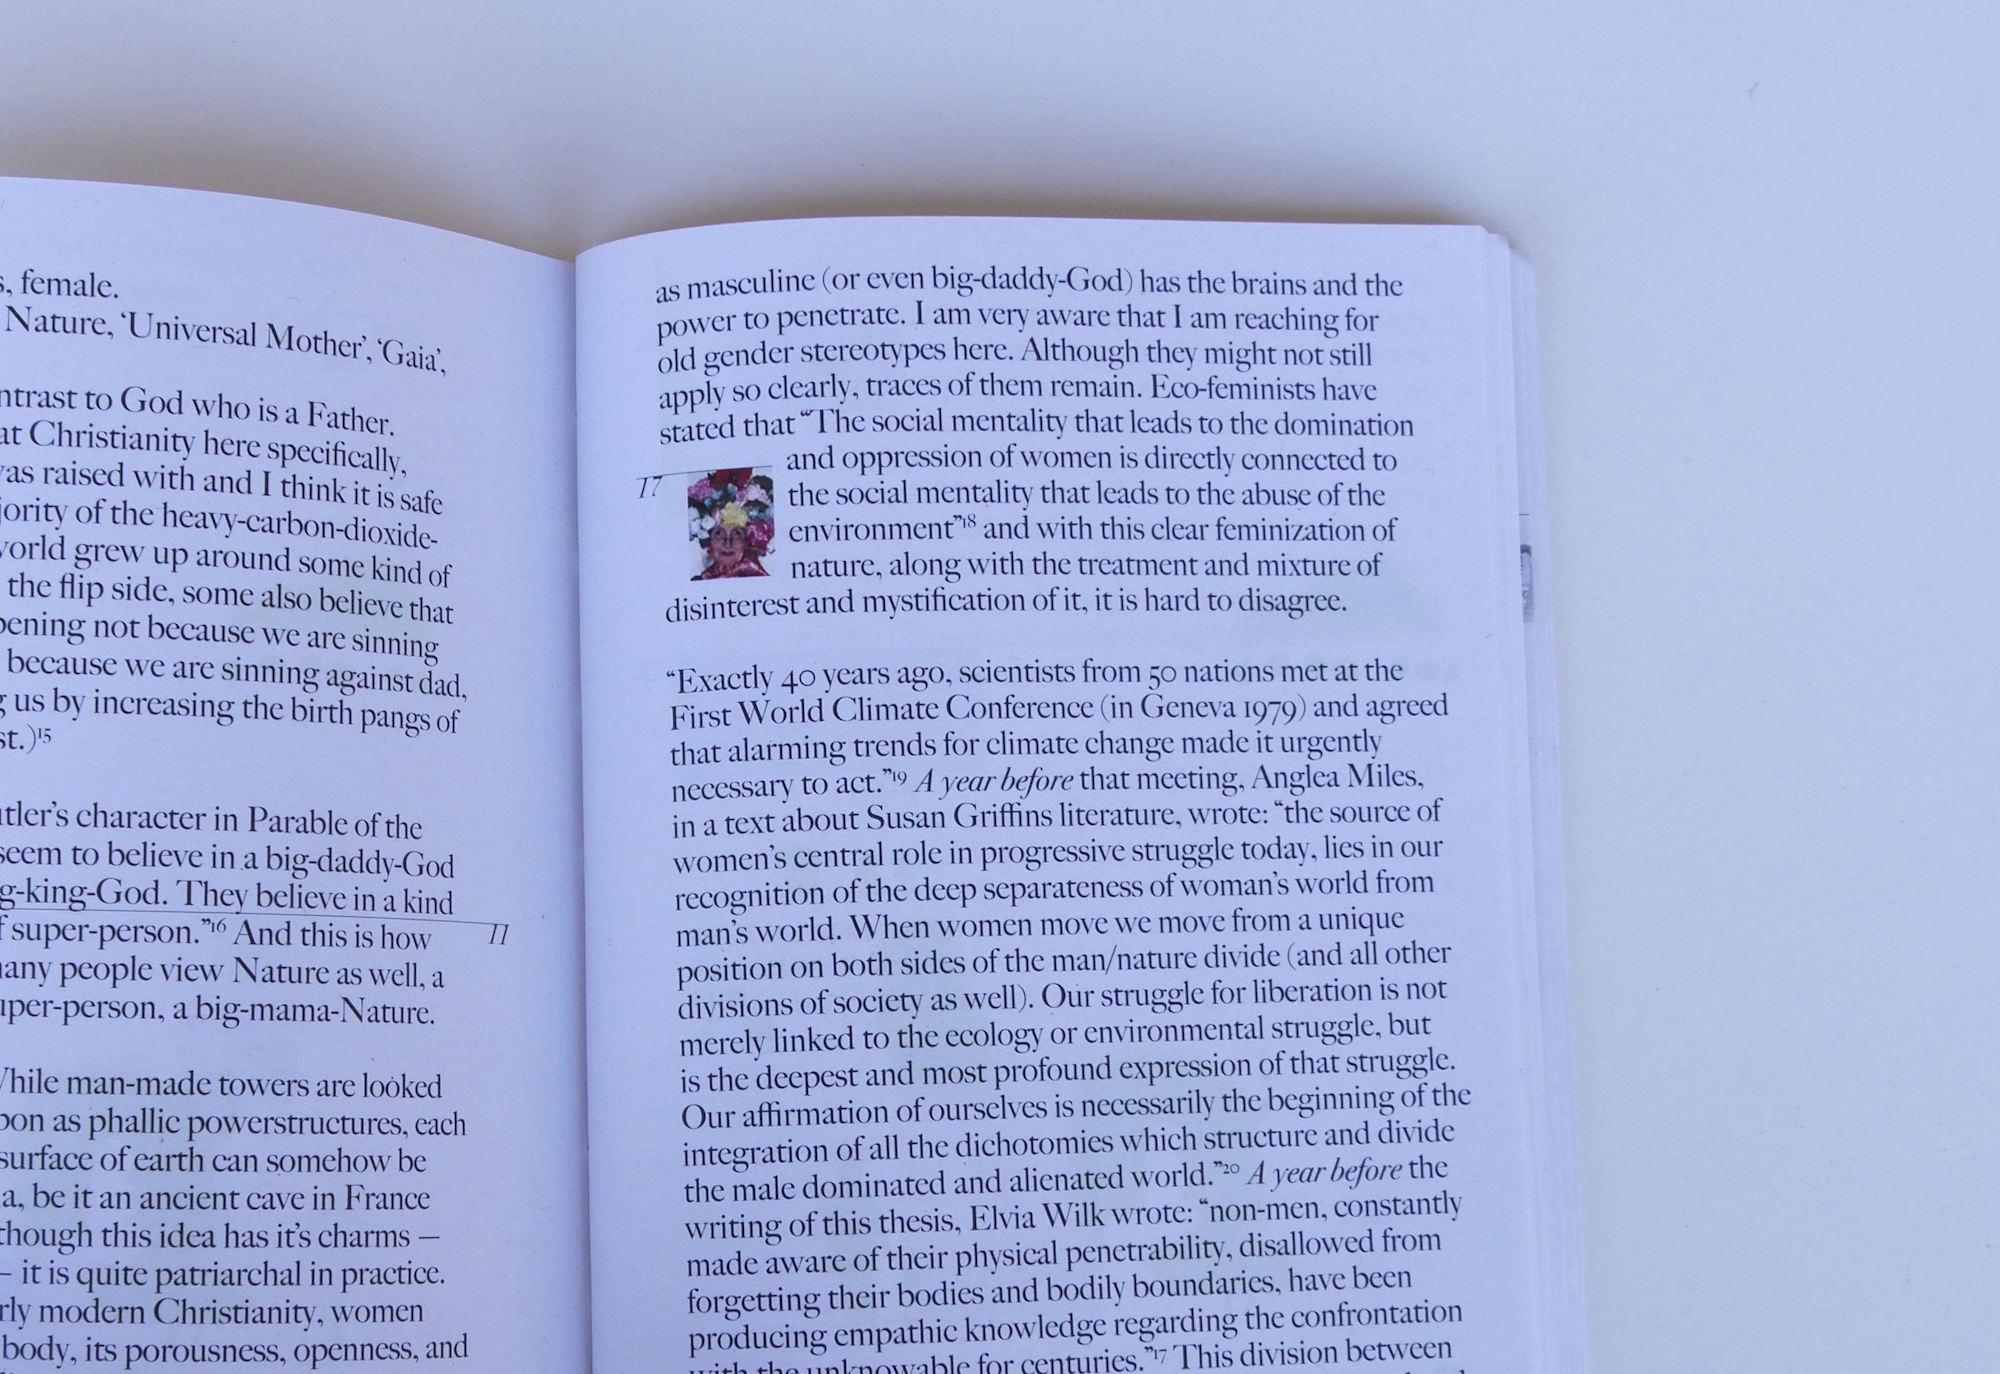 , female.
Nature, ‘Universal Mother’, ‘Gaia’,
to God who is a Father.
Christianity here specifically,
raised with and I think it is safe
of the heavy-carbon-dioxide-
grew up around some kind of
the flip side, some also believe that
not because we are sinning
because we are sinning against dad,
us by increasing the birth pangs of
15
character in Parable of the
seem to believe in a big-daddy-God
-king-God. They believe in a kind
super-person.”16 And this is how
11
people view Nature as well, a
-person, a big-mama-Nature.
man-made towers are looked
as phallic powerstructures, each
surface of earth can somehow be
be it an ancient cave in France
though this idea has it’s charms –
– it is quite patriarchal in practice.
modern Christianity, women
body, its porousness, openness, and
as masculine (or even big-daddy-God) has the brains and the
power to penetrate. I am very aware that I am reaching for
old gender stereotypes here. Although they might not still
apply so clearly, traces of them remain. Eco-feminists have
stated that “The social mentality that leads to the domination
and oppression of women is directly connected to
17
the social mentality that leads to the abuse of the
environment”18 and with this clear feminization of
nature, along with the treatment and mixture of
disinterest and mystification of it, it is hard to disagree.
“Exactly 40 years ago, scientists from 50 nations met at the
First World Climate Conference (in Geneva 1979) and agreed
that alarming trends for climate change made it urgently
necessary to act.”19 A year before that meeting, Anglea Miles,
in a text about Susan Griffins literature, wrote: “the source of
women’s central role in progressive struggle today, lies in our
recognition of the deep separateness of woman’s world from
man’s world. When women move we move from a unique
position on both sides of the man/nature divide (and all other
divisions of society as well). Our struggle for liberation is not
merely linked to the ecology or environmental struggle, but
is the deepest and most profound expression of that struggle.
Our affirmation of ourselves is necessarily the beginning of the
integration of all the dichotomies which structure and divide
the male dominated and alienated world.”20 A year before the
writing of this thesis, Elvia Wilk wrote: “non-men, constantly
made aware of their physical penetrability, disallowed from
forgetting their bodies and bodily boundaries, have been
producing empathic knowledge regarding the confrontation
with the unknowable for centuries.”17 This division between